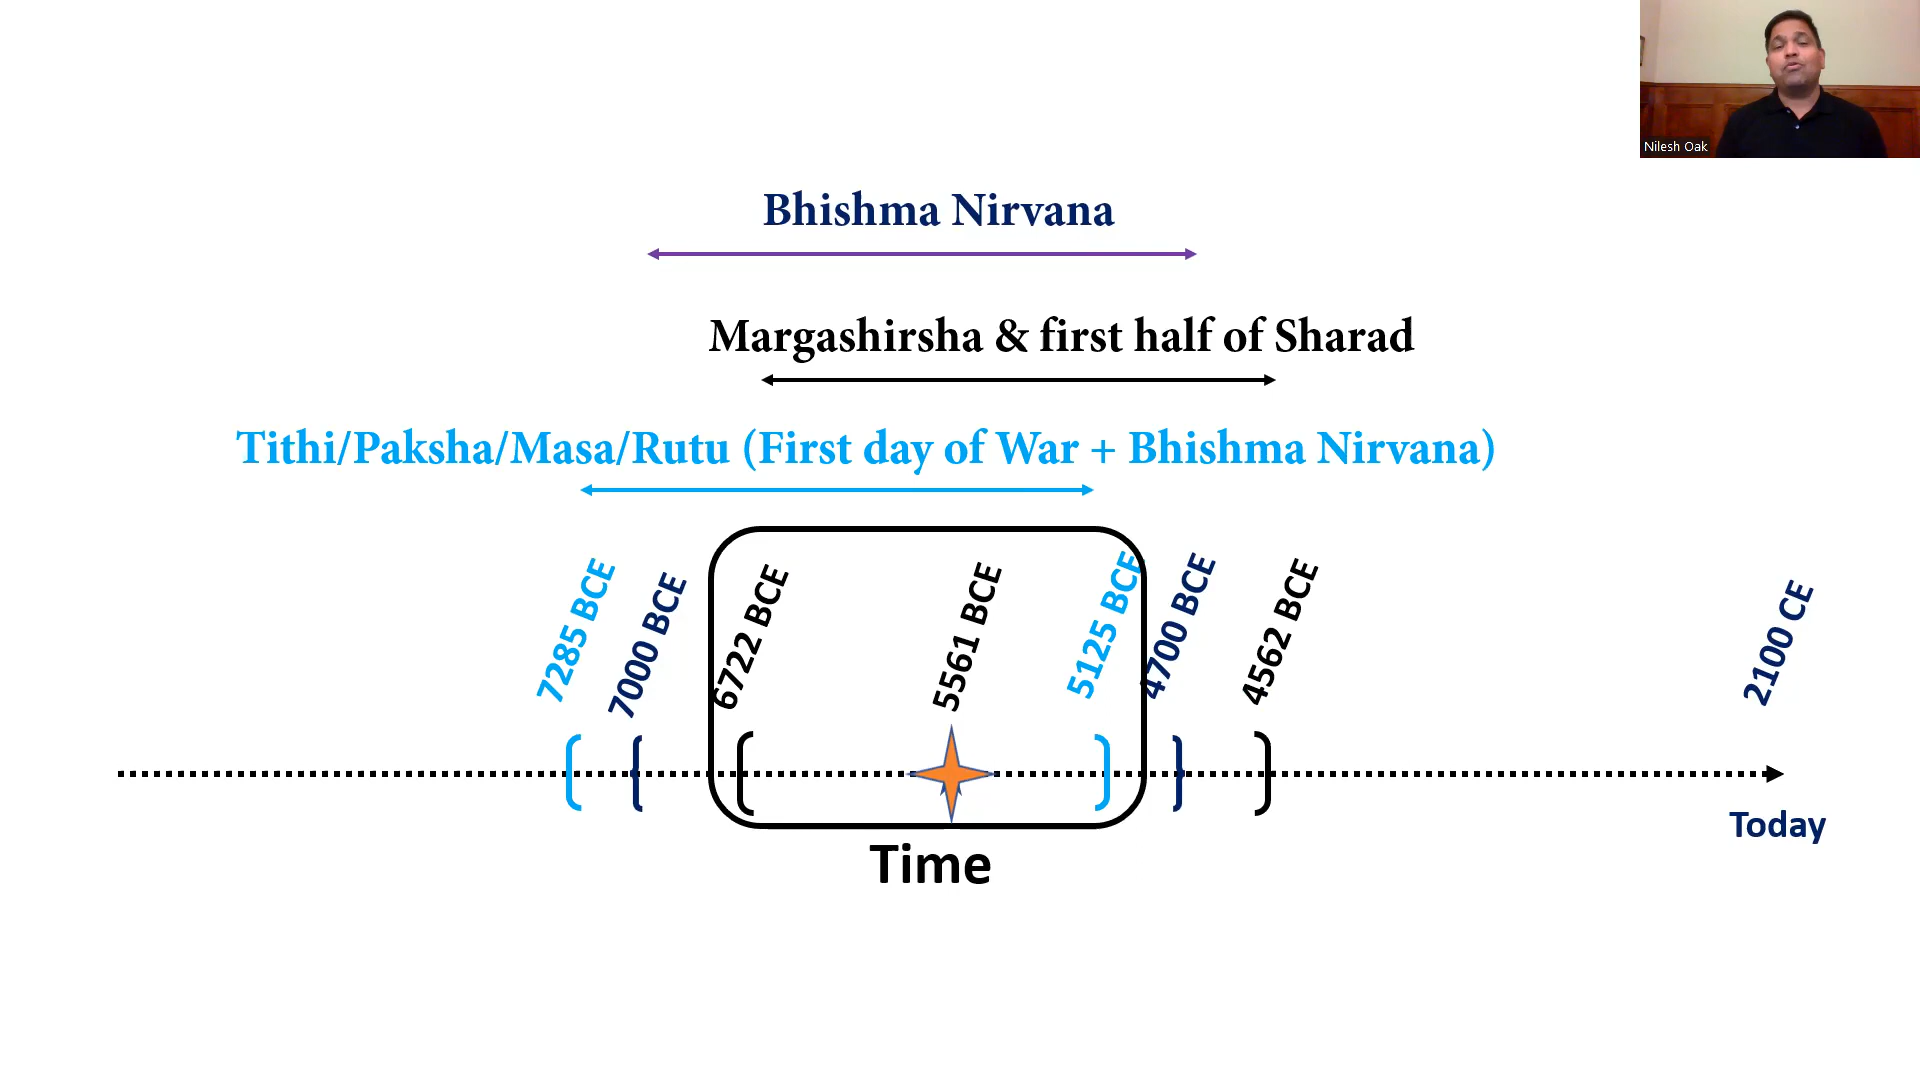 Nilesh Oak
Bhishma Nirvana
Margashirsha & first half of Sharad
Tithi/Paksha/Masa/Rutu (First day of War + Bhishma Nirvana)
7285 BCE
7000 BCE
6722 BCE
5561 BCE
5125 BCE
4700 BCE
4562 BCE
2100 CE
Today
Time